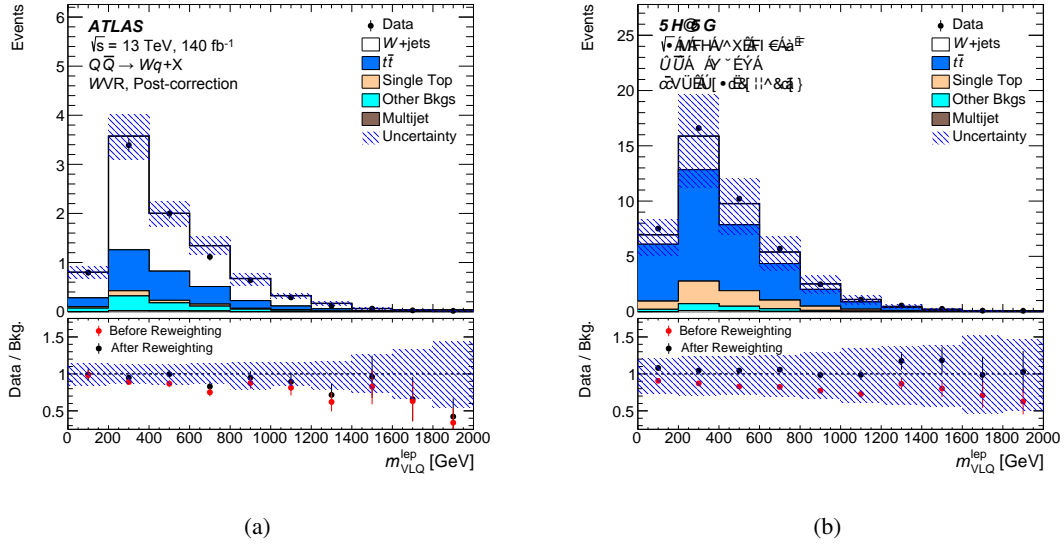 Events
6
5
4
3
2
1
0
ATLAS
√s = 13 TeV, 140 fb⁻¹
QQ̄ → Wq+X
WVR, Post-correction
Data
W+jets
tt̄
Single Top
Other Bkgs
Multijet
Uncertainty
Data / Bkg.
1.5
1
0.5
Before Reweighting
After Reweighting
0 200 400 600 800 1000 1200 1400 1600 1800 2000
m_VLQ^lep [GeV]
(a)
Events
25
20
15
10
5
0
5 H@5 G
Data
W+jets
tt̄
Single Top
Other Bkgs
Multijet
Uncertainty
Data / Bkg.
1.5
1
0.5
Before Reweighting
After Reweighting
0 200 400 600 800 1000 1200 1400 1600 1800 2000
m_VLQ^lep [GeV]
(b)